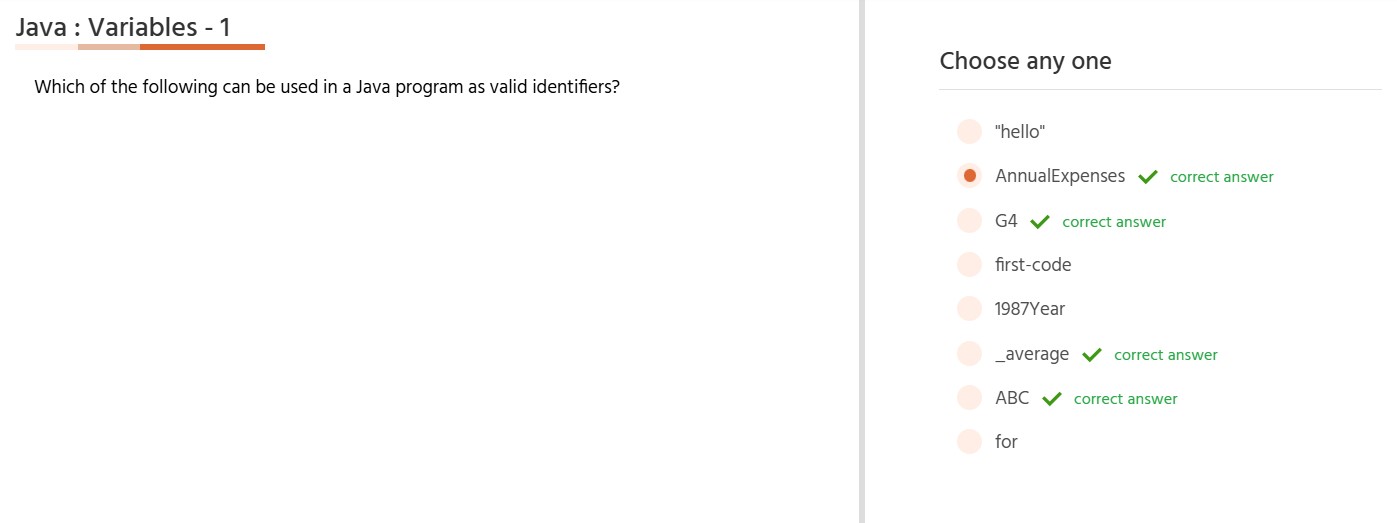 Java : Variables - 1
Which of the following can be used in a Java program as valid identifiers?
Choose any one
"hello"
AnnualExpenses correct answer
G4 correct answer
first-code
1987Year
_average correct answer
ABC correct answer
for